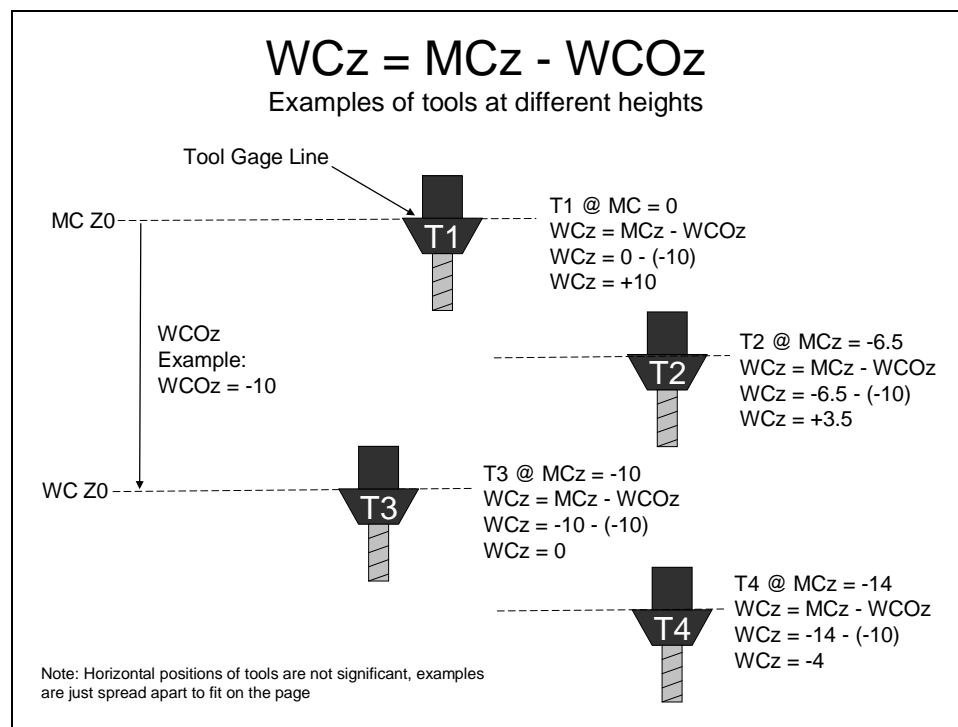 WCz = MCz - WCOz
Examples of tools at different heights
Tool Gage Line
MC Z0
T1
T1 @ MC = 0
WCz = MCz - WCOz
WCz = 0 - (-10)
WCz = +10
WCOz
Example:
WCOz = -10
T2
T2 @ MCz = -6.5
WCz = MCz - WCOz
WCz = -6.5 - (-10)
WCz = +3.5
WC Z0
T3
T3 @ MCz = -10
WCz = MCz - WCOz
WCz = -10 - (-10)
WCz = 0
T4
T4 @ MCz = -14
WCz = MCz - WCOz
WCz = -14 - (-10)
WCz = -4
Note: Horizontal positions of tools are not significant, examples
are just spread apart to fit on the page